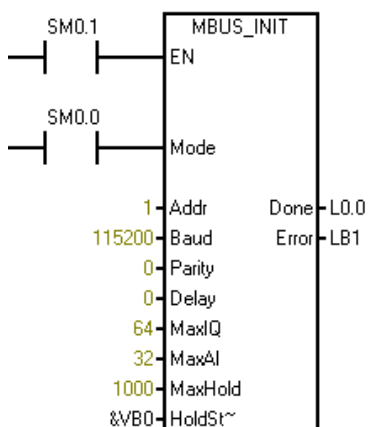 SM0.1 MBUS_INIT
EN
SM0.0
Mode
1 Addr Done L0.0
115200 Baud Error LB1
0 Parity
0 Delay
64 MaxIQ
32 MaxAI
1000 MaxHold
&VB0 HoldSt~